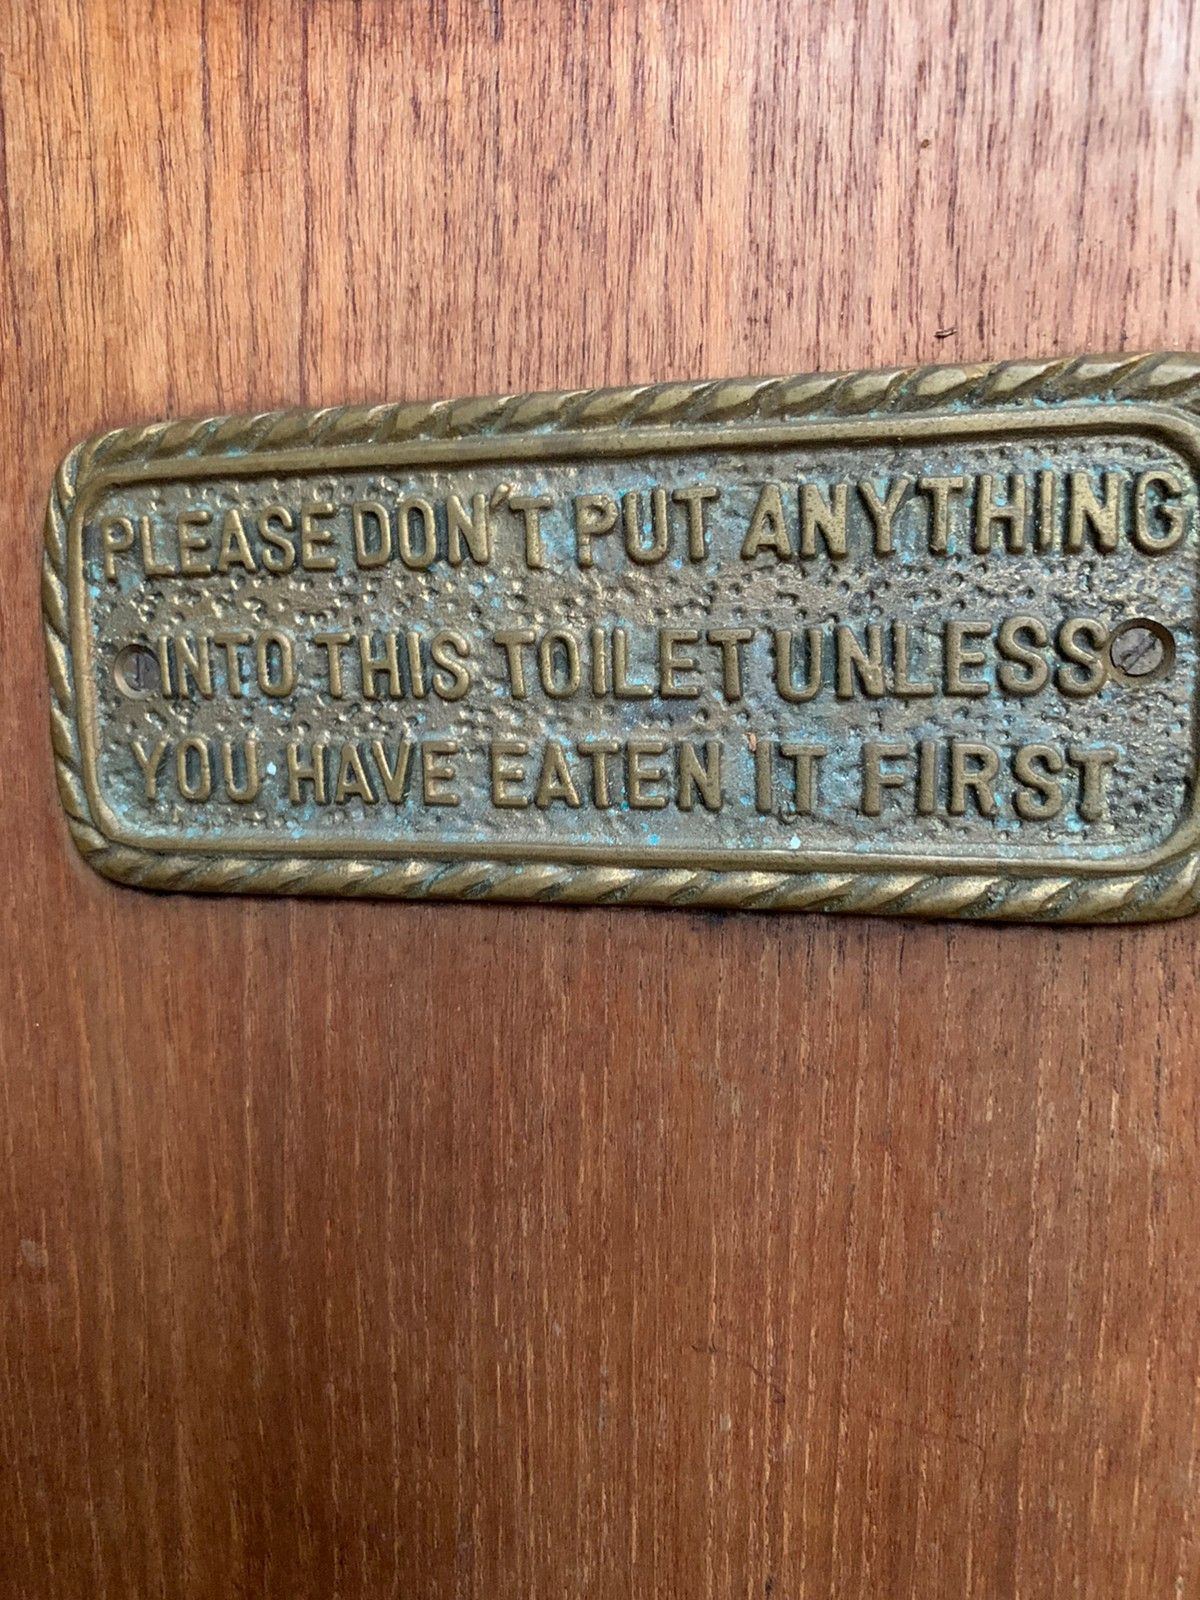 PLEASE DON'T PUT ANYTHING
INTO THIS TOILET UNLESS
YOU HAVE EATEN IT FIRST